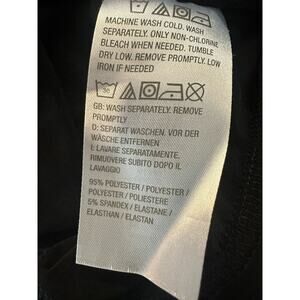 MACHINE WASH COLD. WASH
SEPARATELY. ONLY NON-CHLORINE
BLEACH WHEN NEEDED. TUMBLE
DRY LOW. REMOVE PROMPTLY. LOW
IRON IF NEEDED
30
GB: WASH SEPARATELY. REMOVE
PROMPTLY
D: SEPARAT WASCHEN. VOR DER
WÄSCHE ENTFERNEN
I: LAVARE SEPARATAMENTE.
RIMUOVERE SUBITO DOPO IL
LAVAGGIO
95% POLYESTER / POLYESTER /
POLYESTER / POLIESTERE
5% SPANDEX / ELASTANE /
ELASTHAN / ELASTAN